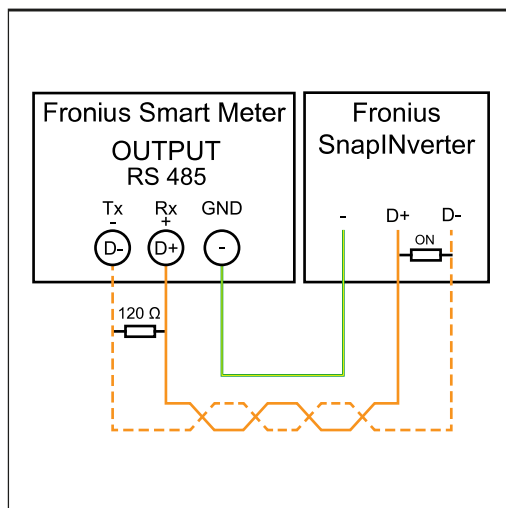 Fronius Smart Meter
OUTPUT
RS 485
Tx Rx GND
- +
D- D+ -
120 Ω
Fronius
SnapINverter
- D+ D-
ON